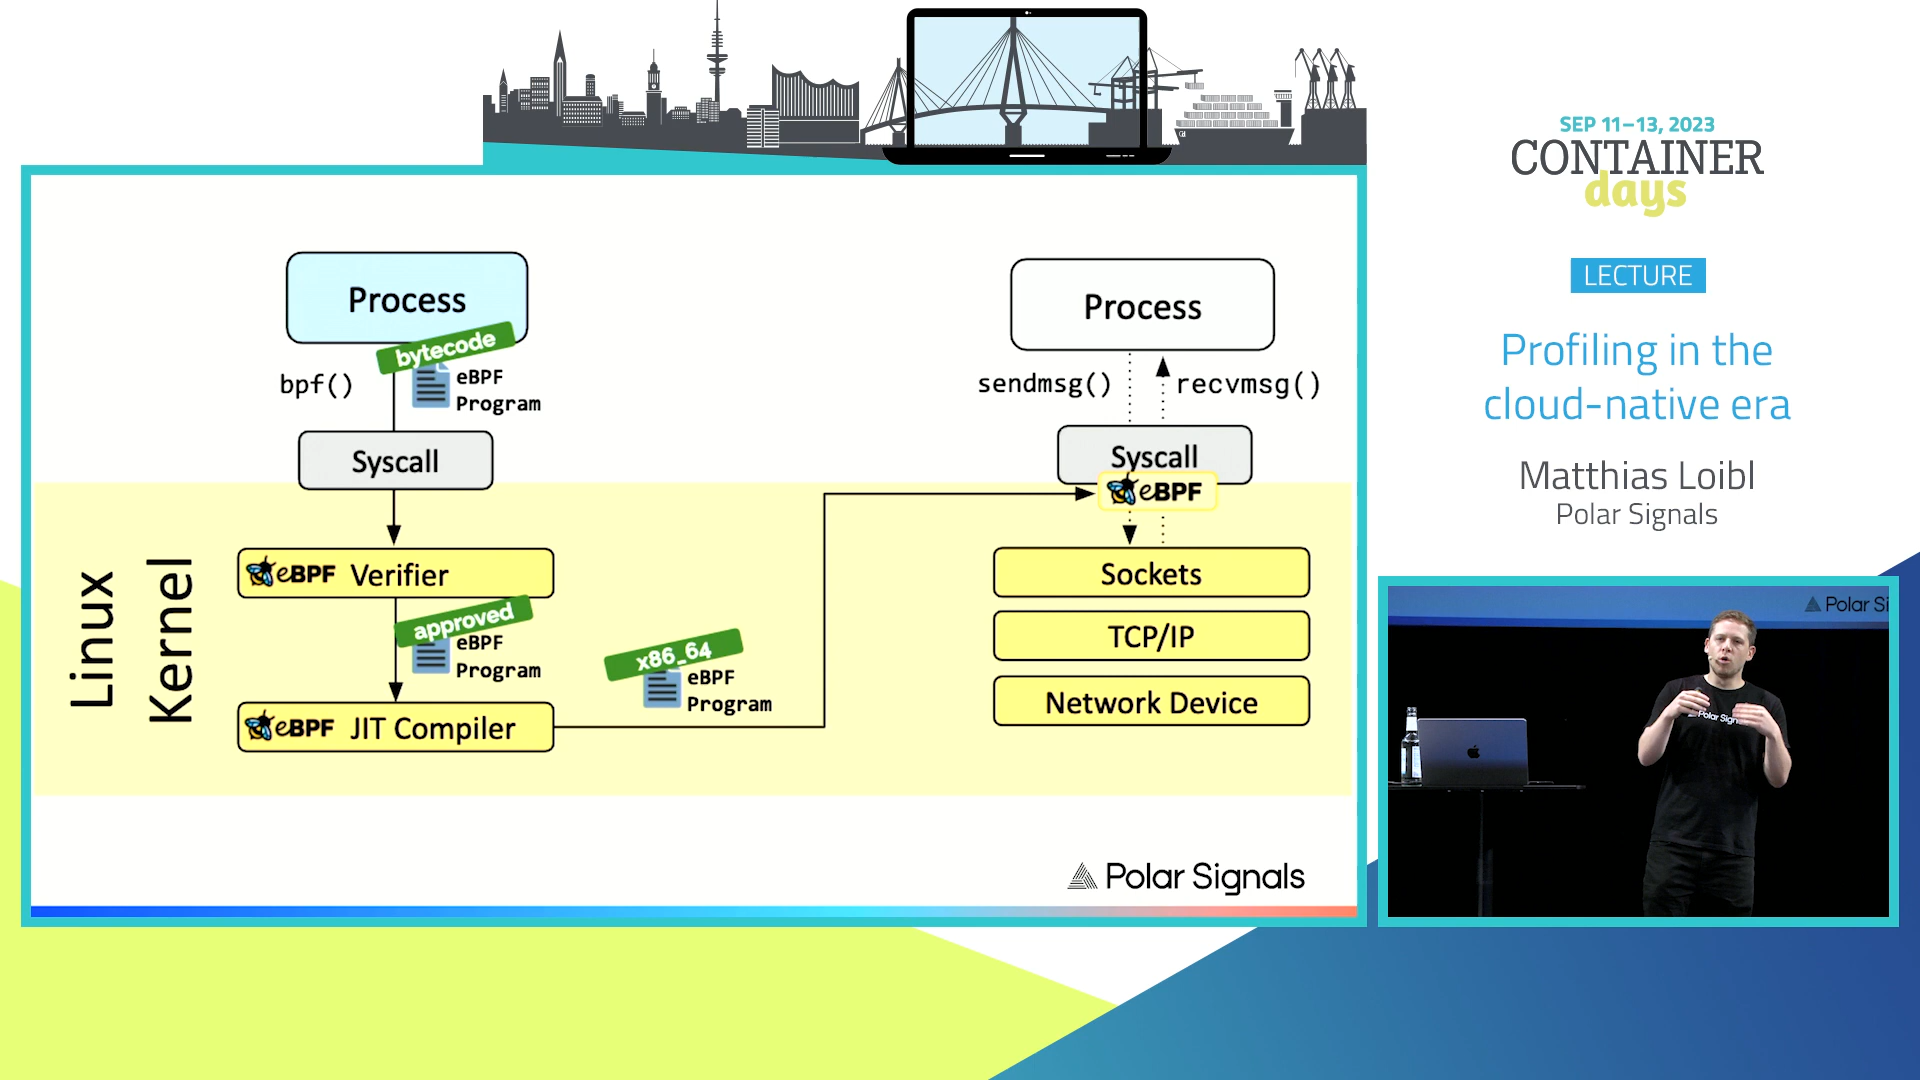 SEP 11–13, 2023
CONTAINER
days
LECTURE
Profiling in the
cloud-native era
Matthias Loibl
Polar Signals
Process
bytecode
bpf()
eBPF
Program
Syscall
Linux
Kernel
eBPF Verifier
approved
eBPF
Program
eBPF JIT Compiler
x86_64
eBPF
Program
Process
sendmsg()
recvmsg()
Syscall
eBPF
Sockets
TCP/IP
Network Device
Polar Signals
Polar Si
Polar Sign